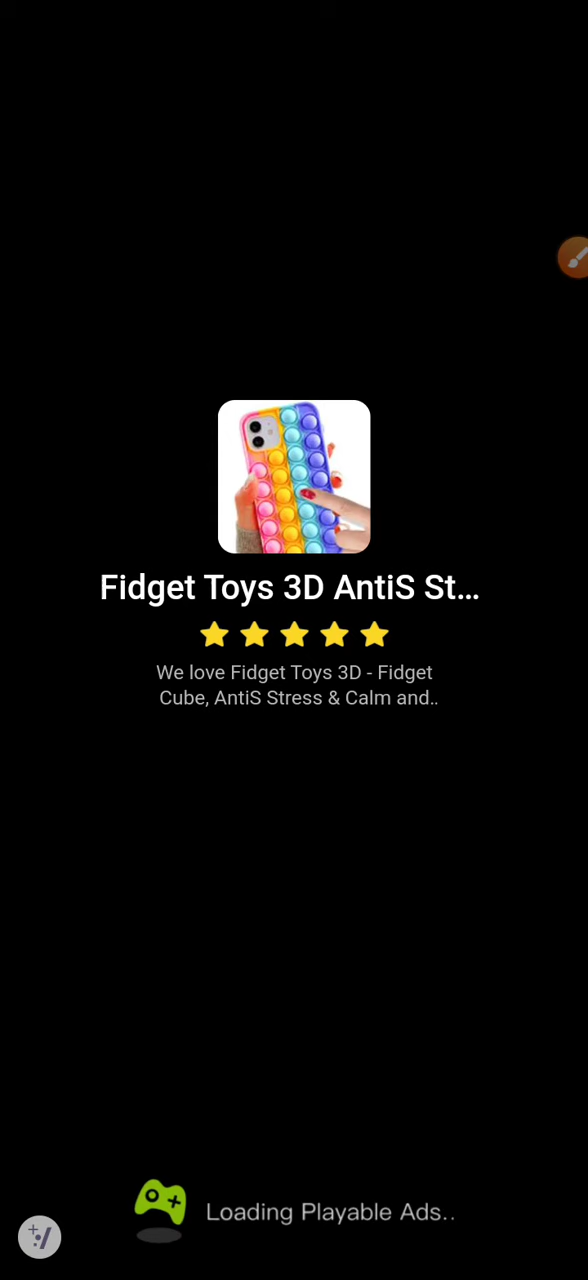 Fidget Toys 3D AntiS St...
We love Fidget Toys 3D - Fidget
Cube, AntiS Stress & Calm and..
Loading Playable Ads..